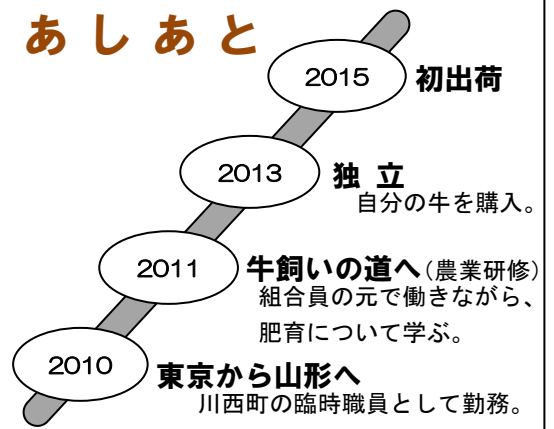 あしあと
2015 初出荷
2013 独立
自分の牛を購入。
2011 牛飼いの道へ(農業研修)
組合員の元で働きながら、
肥育について学ぶ。
2010 東京から山形へ
川西町の臨時職員として勤務。